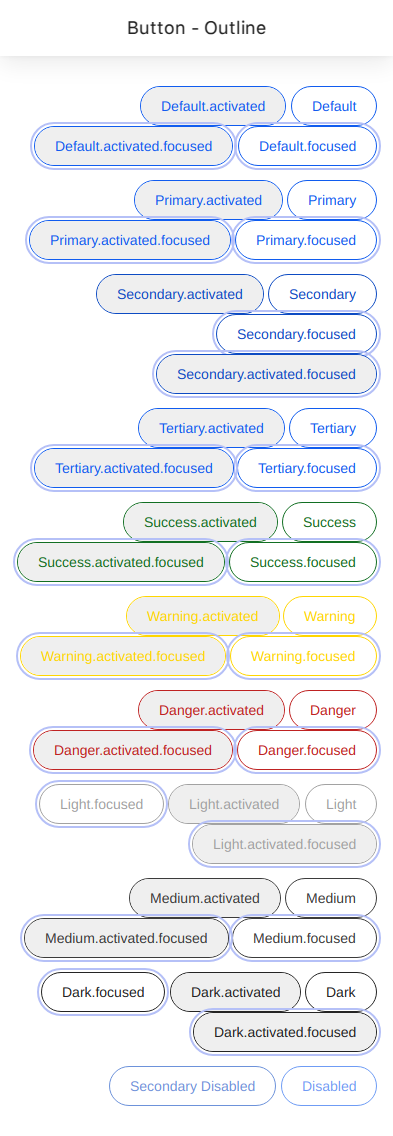 Button - Outline
Default.activated Default
Default.activated.focused Default.focused
Primary.activated Primary
Primary.activated.focused Primary.focused
Secondary.activated Secondary
Secondary.focused
Secondary.activated.focused
Tertiary.activated Tertiary
Tertiary.activated.focused Tertiary.focused
Success.activated Success
Success.activated.focused Success.focused
Warning.activated Warning
Warning.activated.focused Warning.focused
Danger.activated Danger
Danger.activated.focused Danger.focused
Light.focused Light.activated Light
Light.activated.focused
Medium.activated Medium
Medium.activated.focused Medium.focused
Dark.focused Dark.activated Dark
Dark.activated.focused
Secondary Disabled Disabled